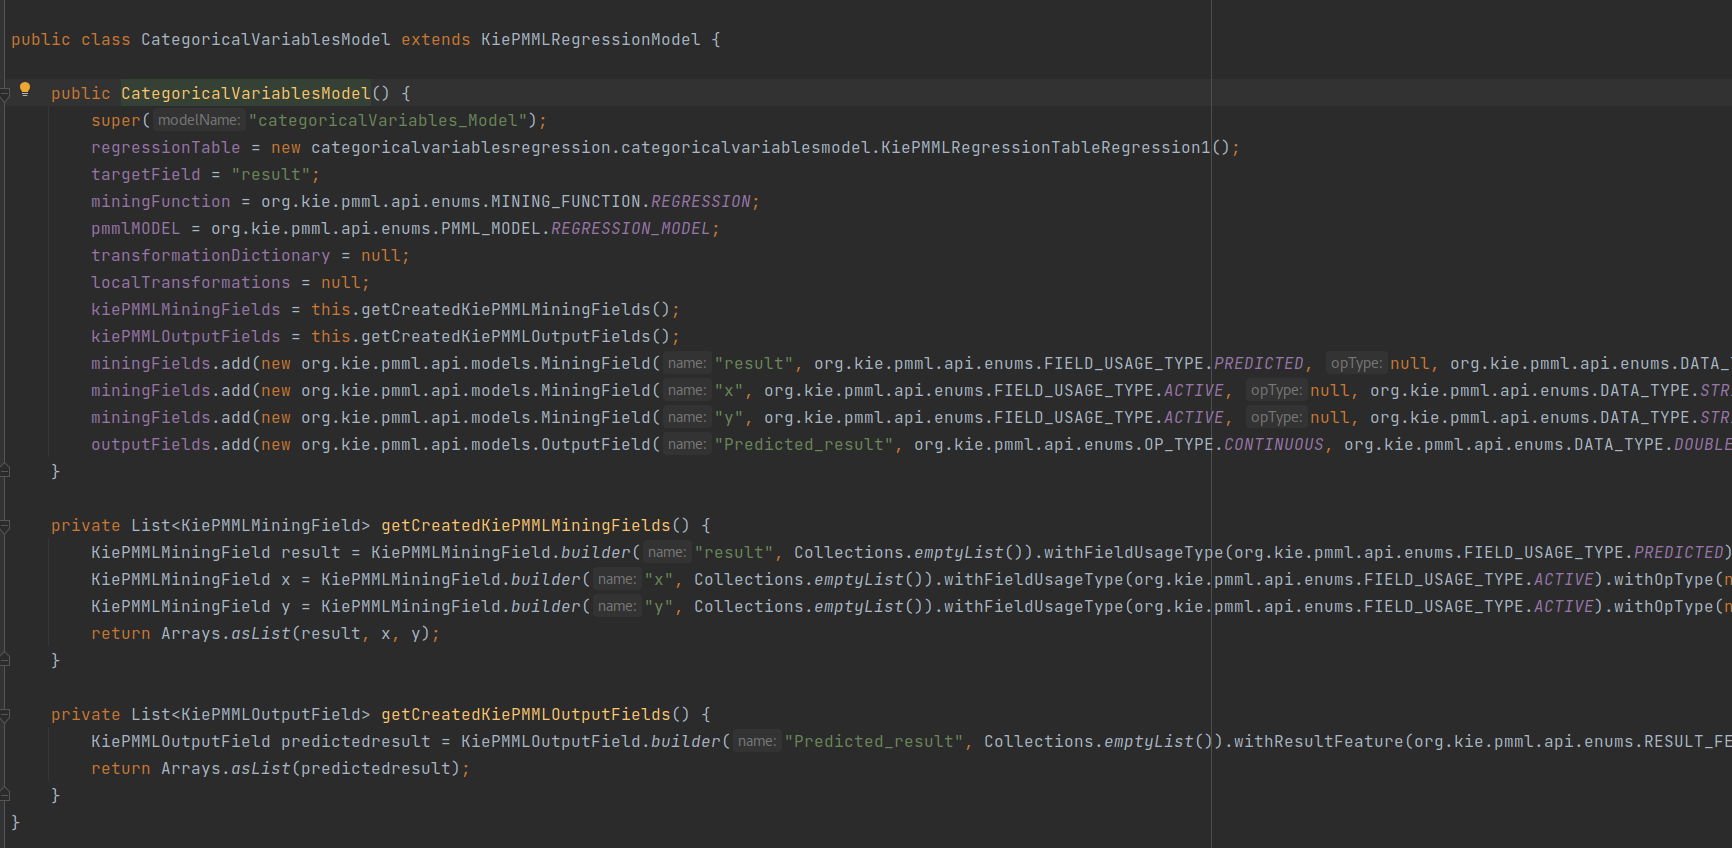 public class CategoricalVariablesModel extends KiePMMLRegressionModel {
public CategoricalVariablesModel() {
super( modelName: "categoricalVariables_Model");
regressionTable = new categoricalvariablesregression.categoricalvariablesmodel.KiePMMLRegressionTableRegression1();
targetField = "result";
miningFunction = org.kie.pmml.api.enums.MINING_FUNCTION.REGRESSION;
pmmlMODEL = org.kie.pmml.api.enums.PMML_MODEL.REGRESSION_MODEL;
transformationDictionary = null;
localTransformations = null;
kiePMMLMiningFields = this.getCreatedKiePMMLMiningFields();
kiePMMLOutputFields = this.getCreatedKiePMMLOutputFields();
miningFields.add(new org.kie.pmml.api.models.MiningField( name: "result", org.kie.pmml.api.enums.FIELD_USAGE_TYPE.PREDICTED, opType: null, org.kie.pmml.api.enums.DATA_
miningFields.add(new org.kie.pmml.api.models.MiningField( name: "x", org.kie.pmml.api.enums.FIELD_USAGE_TYPE.ACTIVE, opType: null, org.kie.pmml.api.enums.DATA_TYPE.STR
miningFields.add(new org.kie.pmml.api.models.MiningField( name: "y", org.kie.pmml.api.enums.FIELD_USAGE_TYPE.ACTIVE, opType: null, org.kie.pmml.api.enums.DATA_TYPE.STR
outputFields.add(new org.kie.pmml.api.models.OutputField( name: "Predicted_result", org.kie.pmml.api.enums.OP_TYPE.CONTINUOUS, org.kie.pmml.api.enums.DATA_TYPE.DOUBLE
}
private List<KiePMMLMiningField> getCreatedKiePMMLMiningFields() {
KiePMMLMiningField result = KiePMMLMiningField.builder( name: "result", Collections.emptyList()).withFieldUsageType(org.kie.pmml.api.enums.FIELD_USAGE_TYPE.PREDICTED)
KiePMMLMiningField x = KiePMMLMiningField.builder( name: "x", Collections.emptyList()).withFieldUsageType(org.kie.pmml.api.enums.FIELD_USAGE_TYPE.ACTIVE).withOpType(n
KiePMMLMiningField y = KiePMMLMiningField.builder( name: "y", Collections.emptyList()).withFieldUsageType(org.kie.pmml.api.enums.FIELD_USAGE_TYPE.ACTIVE).withOpType(n
return Arrays.asList(result, x, y);
}
private List<KiePMMLOutputField> getCreatedKiePMMLOutputFields() {
KiePMMLOutputField predictedresult = KiePMMLOutputField.builder( name: "Predicted_result", Collections.emptyList()).withResultFeature(org.kie.pmml.api.enums.RESULT_FE
return Arrays.asList(predictedresult);
}
}